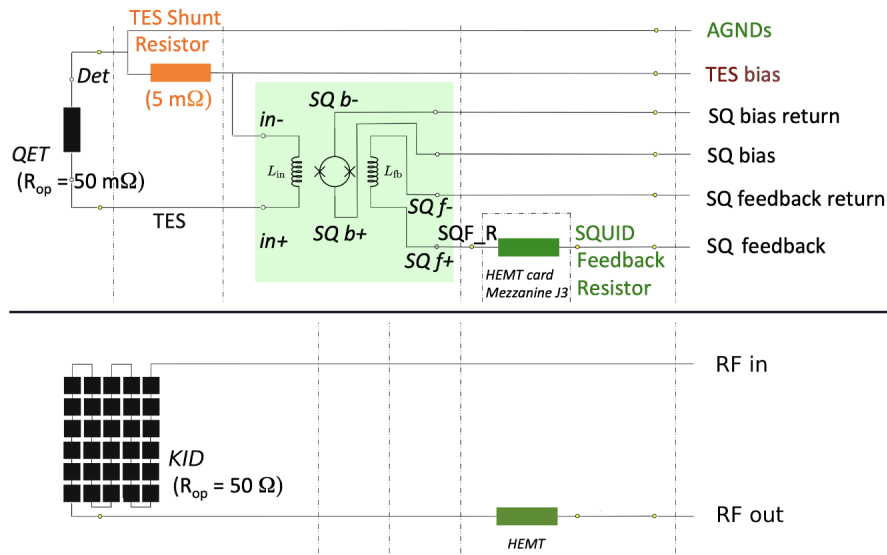 TES Shunt
Resistor
(5 mΩ)
AGNDs
Det
TES bias
SQ b-
in-
SQ bias return
QET
(Rop = 50 mΩ)
Lin
Lfb
SQ bias
TES
in+
SQ b+
SQ f-
SQ feedback return
SQ f+
SQF_R
HEMT card
Mezzanine J3
SQUID
Feedback
Resistor
SQ feedback
RF in
KID
(Rop = 50 Ω)
RF out
HEMT